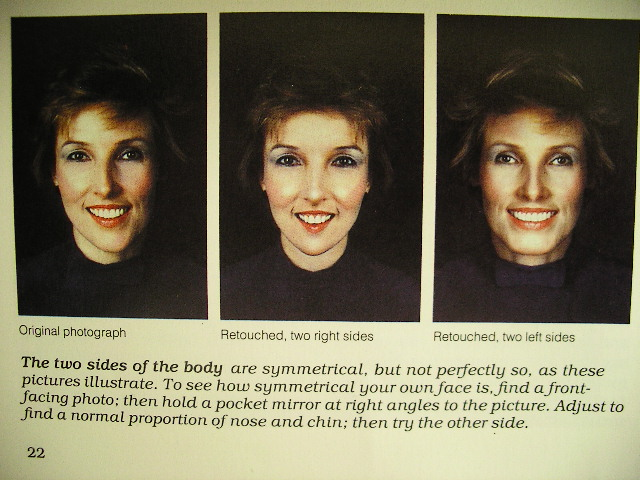 Original photograph
Retouched, two right sides
Retouched, two left sides
The two sides of the body are symmetrical, but not perfectly so, as these
pictures illustrate. To see how symmetrical your own face is, find a front-
facing photo; then hold a pocket mirror at right angles to the picture. Adjust to
find a normal proportion of nose and chin; then try the other side.
22